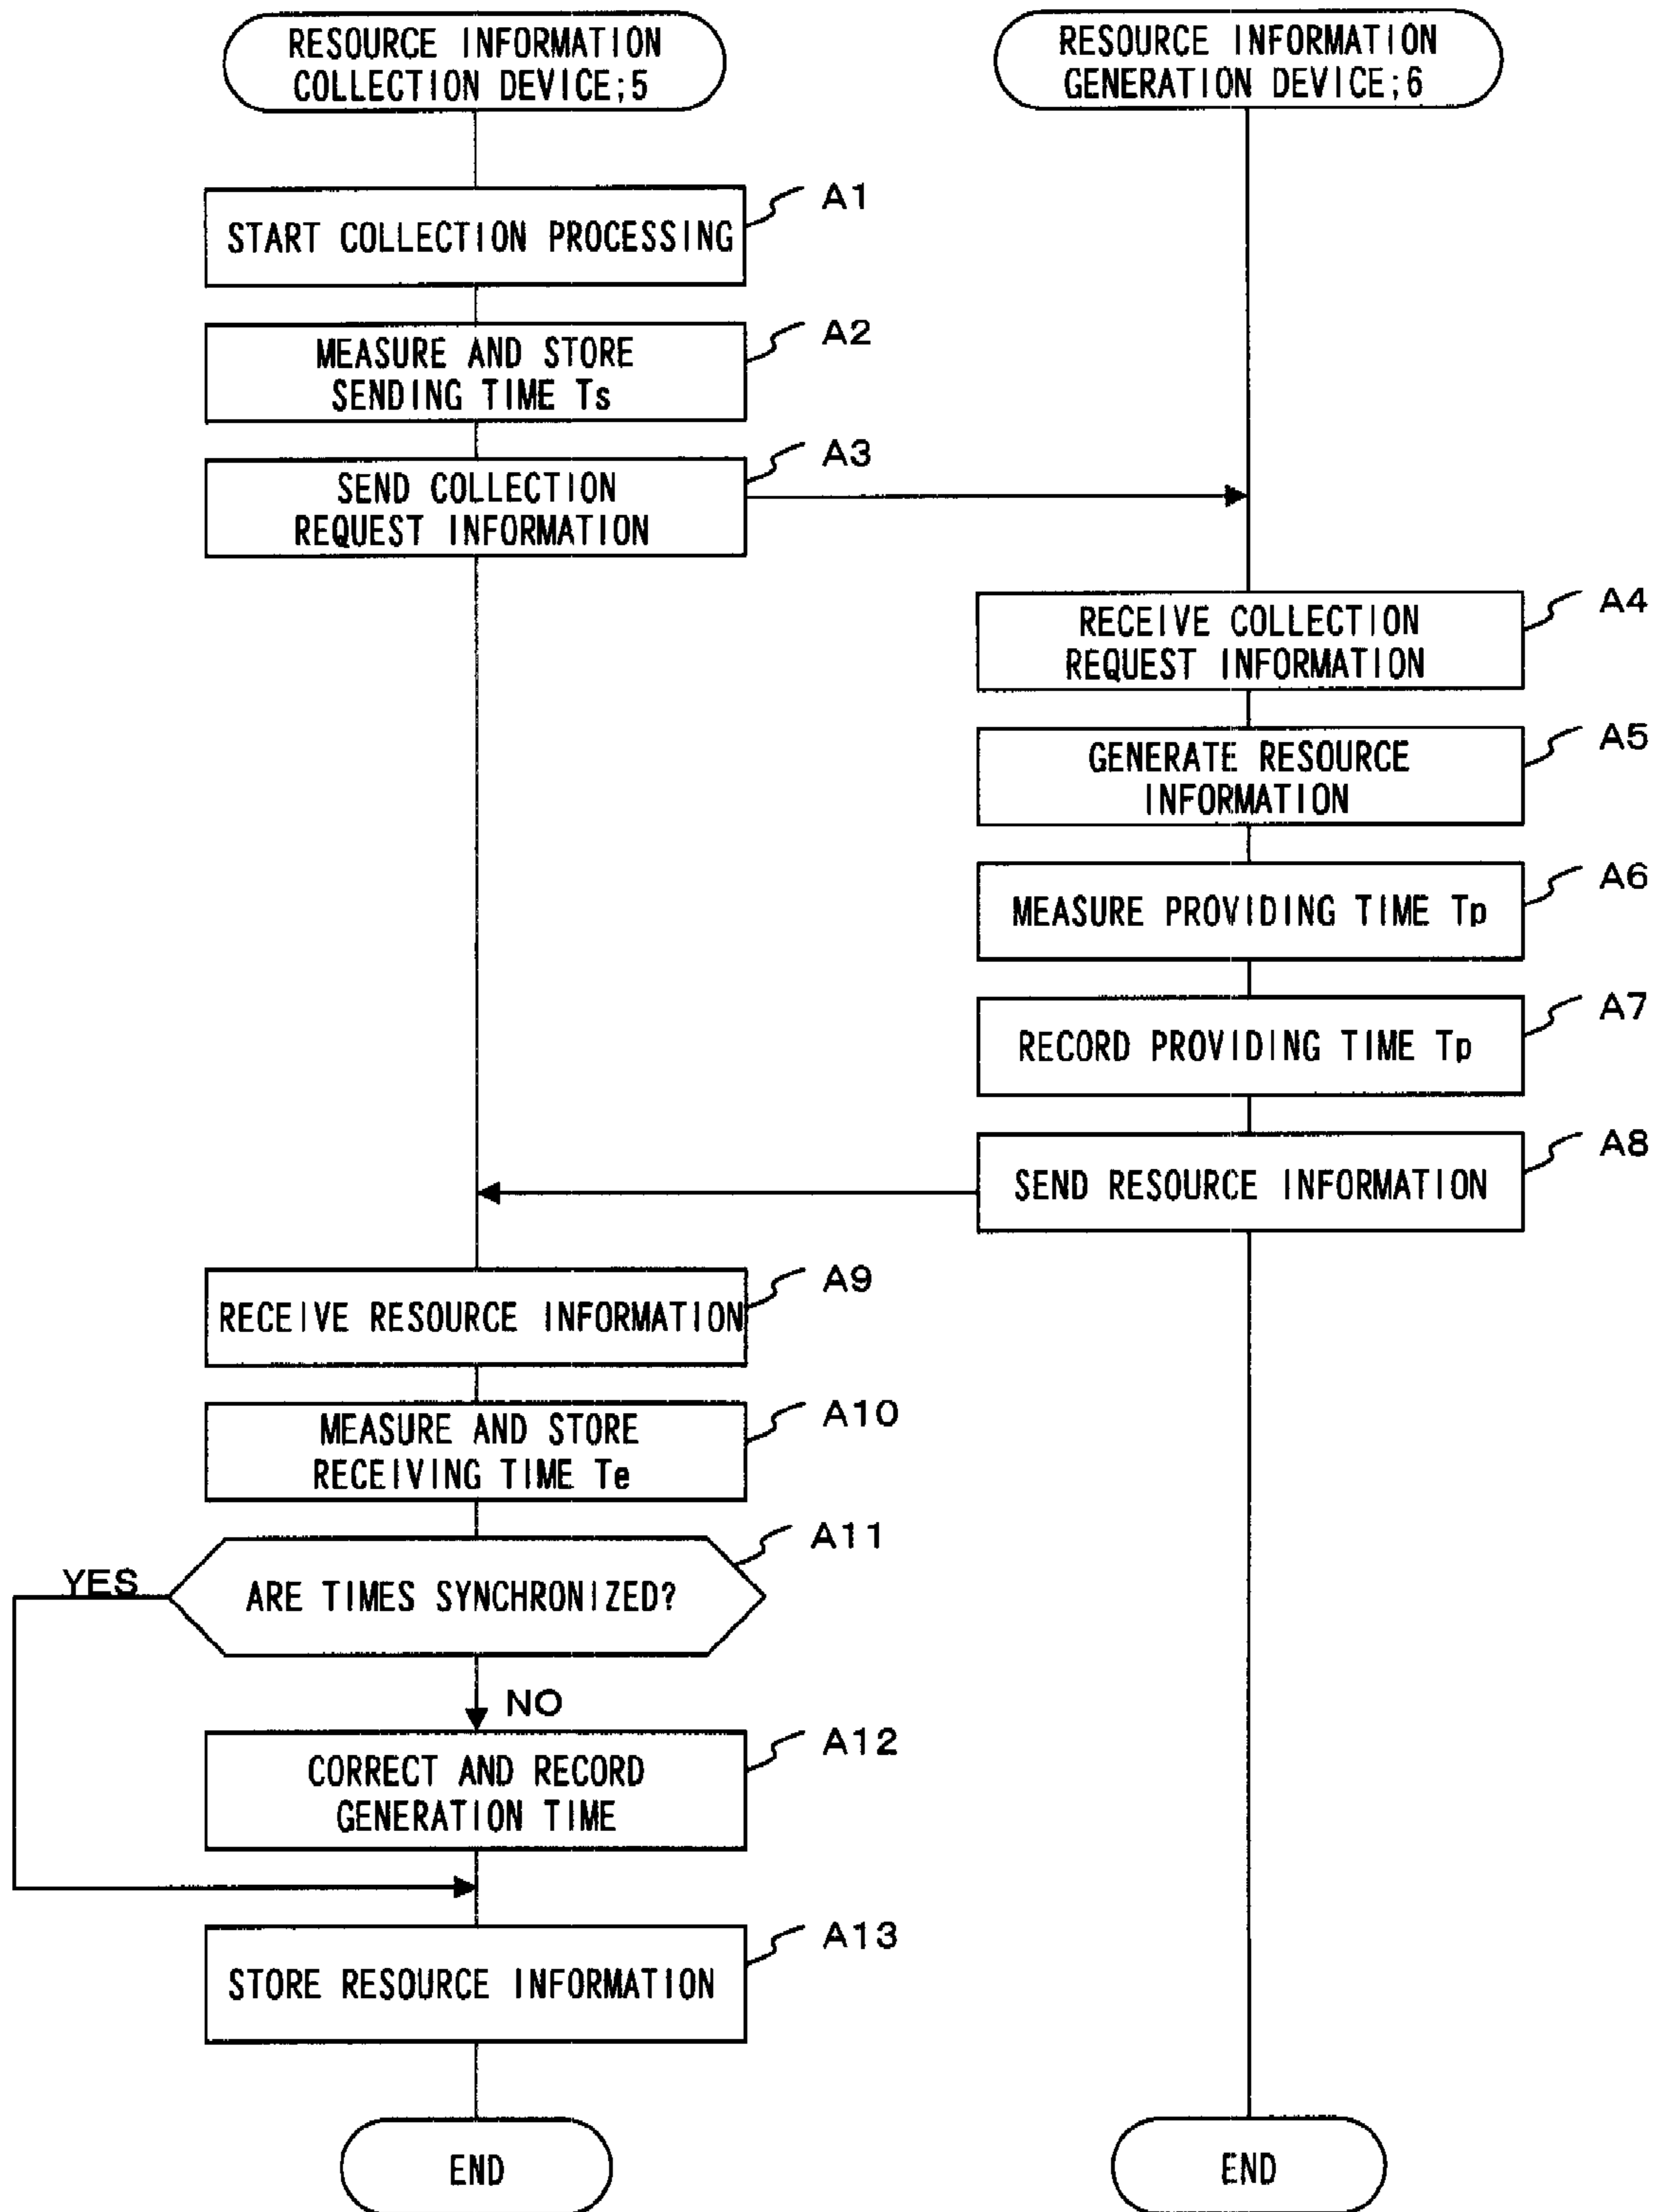 RESOURCE INFORMATION
COLLECTION DEVICE;5
RESOURCE INFORMATION
GENERATION DEVICE;6
A1
START COLLECTION PROCESSING
A2
MEASURE AND STORE
SENDING TIME Ts
A3
SEND COLLECTION
REQUEST INFORMATION
A4
RECEIVE COLLECTION
REQUEST INFORMATION
A5
GENERATE RESOURCE
INFORMATION
A6
MEASURE PROVIDING TIME Tp
A7
RECORD PROVIDING TIME Tp
A8
SEND RESOURCE INFORMATION
A9
RECEIVE RESOURCE INFORMATION
A10
MEASURE AND STORE
RECEIVING TIME Te
A11
YES
ARE TIMES SYNCHRONIZED?
NO
A12
CORRECT AND RECORD
GENERATION TIME
A13
STORE RESOURCE INFORMATION
END
END